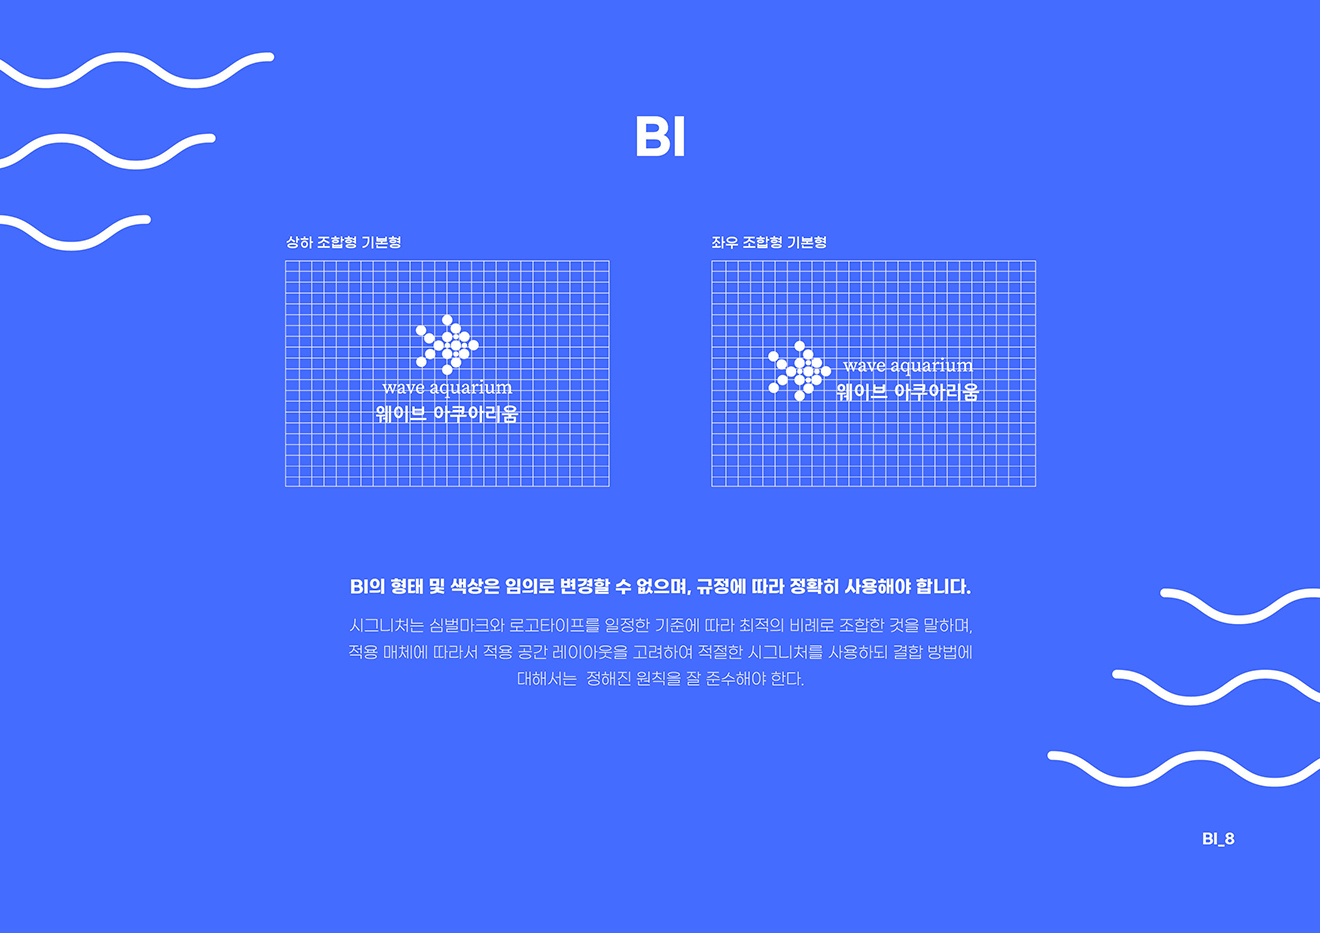 BI
상하 조합형 기본형
wave aquarium
웨이브 아쿠아리움
좌우 조합형 기본형
wave aquarium
웨이브 아쿠아리움
BI의 형태 및 색상은 임의로 변경할 수 없으며, 규정에 따라 정확히 사용해야 합니다.
시그니처는 심벌마크와 로고타이프를 일정한 기준에 따라 최적의 비례로 조합한 것을 말하며,
적용 매체에 따라서 적용 공간 레이아웃을 고려하여 적절한 시그니처를 사용하되 결합 방법에
대해서는 정해진 원칙을 잘 준수해야 한다.
BI_8